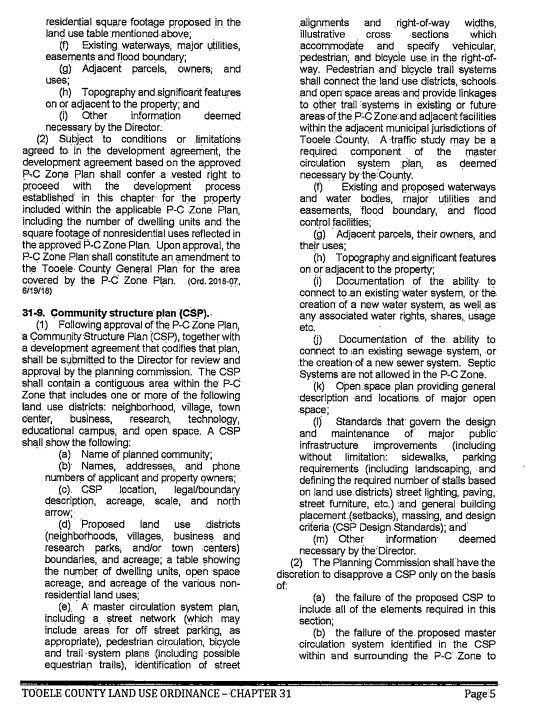 residential square footage proposed in the
land use table mentioned above;
(f) Existing waterways, major utilities,
easements and flood boundary;
(g) Adjacent parcels, owners; and
uses;
(h) Topography and significant features
on or adjacent to the property; and
(i) Other information deemed
necessary by the Director.
(2) Subject to conditions or limitations
agreed to in the development agreement, the
development agreement based on the approved
P-C Zone Plan shall confer a vested right to
proceed with the development process
established in this chapter for the property
included within the applicable P-C Zone Plan,
including the number of dwelling units and the
square footage of nonresidential uses reflected in
the approved P-C Zone Plan. Upon approval, the
P-C Zone Plan shall constitute an amendment to
the Tooele County General Plan for the area
covered by the P-C Zone Plan. (Ord. 2018-07,
6/19/18)
31-9. Community structure plan (CSP).
(1) Following approval of the P-C Zone Plan,
a Community Structure Plan (CSP), together with
a development agreement that codifies that plan,
shall be submitted to the Director for review and
approval by the planning commission. The CSP
shall contain a contiguous area within the P-C
Zone that includes one or more of the following
land use districts: neighborhood, village, town
center, business, research, technology,
educational campus, and open space. A CSP
shall show the following:
(a) Name of planned community;
(b) Names, addresses, and phone
numbers of applicant and property owners;
(c) CSP location, legal/boundary
description, acreage, scale, and north
arrow;
(d) Proposed land use districts
(neighborhoods, villages, business and
research parks, and/or town centers)
boundaries, and acreage; a table showing
the number of dwelling units, open space
acreage; and acreage of the various non-
residential land uses;
(e) A master circulation system plan,
including a street network (which may
include areas for off street parking, as
appropriate), pedestrian circulation, bicycle
and trail system plans (including possible
equestrian trails), identification of street
alignments and right-of-way widths,
illustrative cross sections which
accommodate and specify vehicular,
pedestrian, and bicycle use in the right-of-
way. Pedestrian and bicycle trail systems
shall connect the land use districts, schools
and open space areas and provide linkages
to other trail systems in existing or future
areas of the P-C Zone and adjacent facilities
within the adjacent municipal jurisdictions of
Tooele County. A traffic study may be a
required component of the master
circulation system plan, as deemed
necessary by the County.
(f) Existing and proposed waterways
and water bodies, major utilities and
easements, flood boundary, and flood
control facilities;
(g) Adjacent parcels, their owners, and
their uses;
(h) Topography and significant features
on or adjacent to the property;
(i) Documentation of the ability to
connect to an existing water system, or the
creation of a new water system, as well as
any associated water rights, shares, usage
etc.
(j) Documentation of the ability to
connect to an existing sewage system, or
the creation of a new sewer system. Septic
Systems are not allowed in the P-C Zone.
(k) Open space plan providing general
description and locations of major open
space;
(l) Standards that govern the design
and maintenance of major public
infrastructure improvements (including
without limitation: sidewalks, parking
requirements (including landscaping, and
defining the required number of stalls based
on land use districts) street lighting, paving,
street furniture, etc.) and general building
placement (setbacks), massing, and design
criteria (CSP Design Standards); and
(m) Other information deemed
necessary by the Director.
(2) The Planning Commission shall have the
discretion to disapprove a CSP only on the basis
of:
(a) the failure of the proposed CSP to
include all of the elements required in this
section;
(b) the failure of the proposed master
circulation system identified in the CSP
within and surrounding the P-C Zone to
TOOELE COUNTY LAND USE ORDINANCE – CHAPTER 31 Page 5